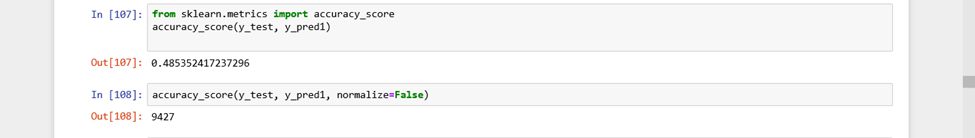 In [107]: from sklearn.metrics import accuracy_score
accuracy_score(y_test, y_pred1)
Out[107]: 0.485352417237296
In [108]: accuracy_score(y_test, y_pred1, normalize=False)
Out[108]: 9427